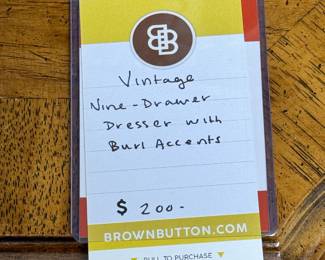 BB
Vintage
Nine-Drawer
Dresser with
Burl Accents
$ 200-
BROWNBUTTON.COM
▼ PULL TO PURCHASE ▼